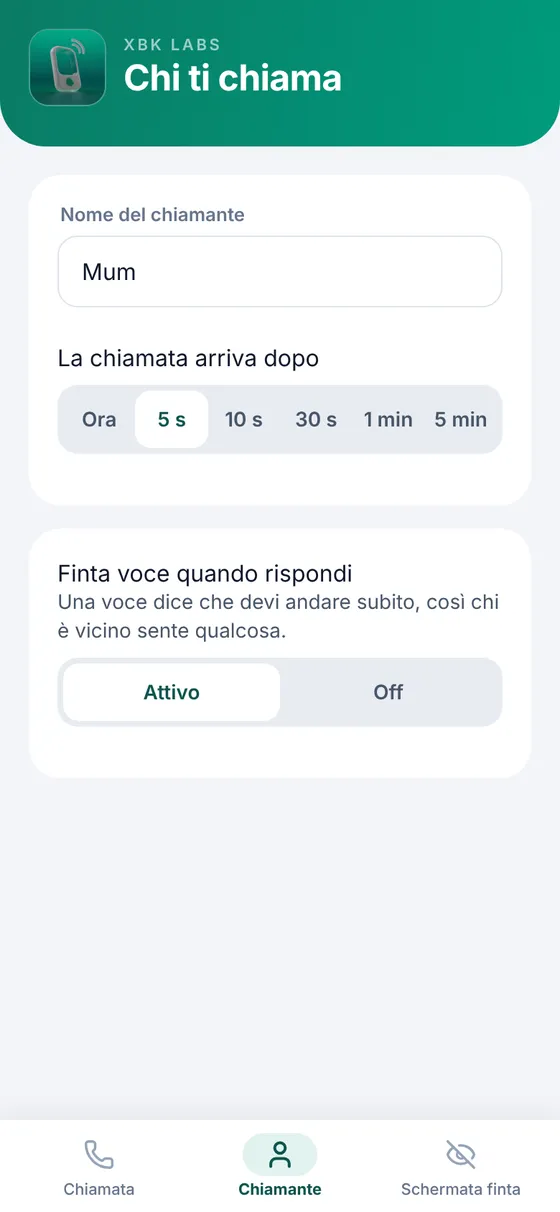 XBK LABS
Chi ti chiama
Nome del chiamante
Mum
La chiamata arriva dopo
Ora 5 s 10 s 30 s 1 min 5 min
Finta voce quando rispondi
Una voce dice che devi andare subito, così chi
è vicino sente qualcosa.
Attivo Off
Chiamata Chiamante Schermata finta